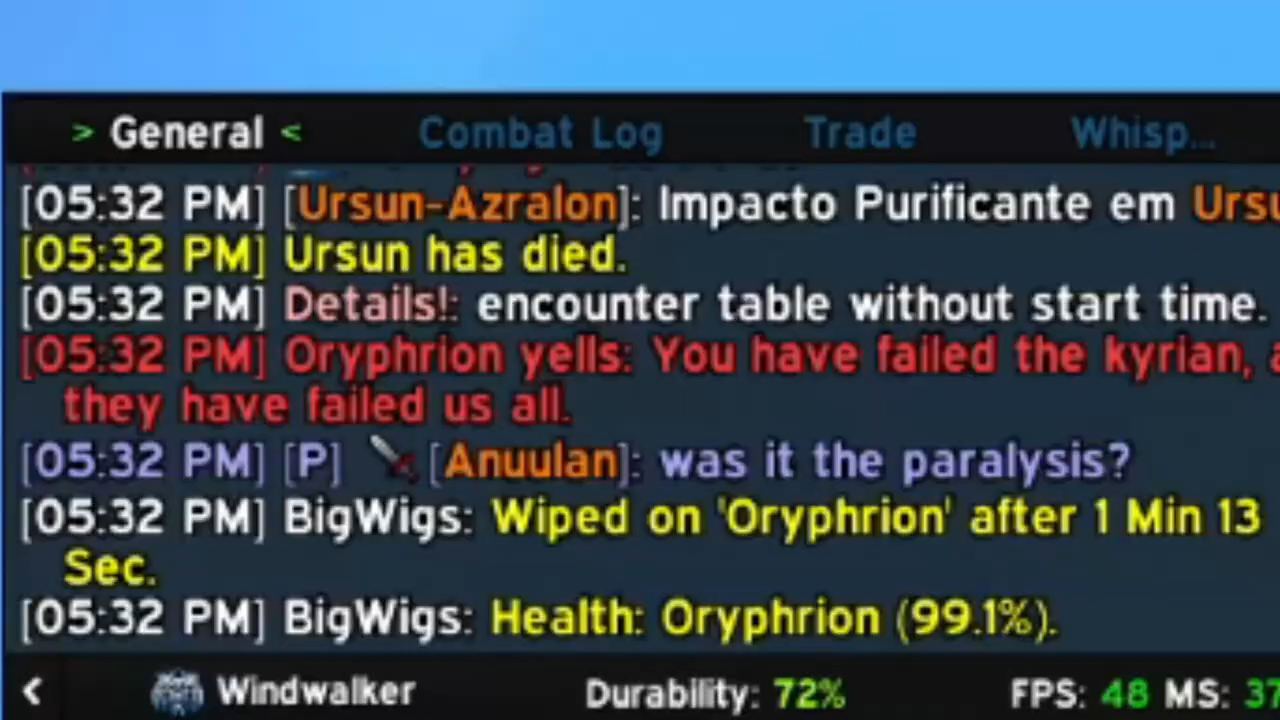 > General < Combat Log Trade Whisp...
[05:32 PM] [Ursun-Azralon]: Impacto Purificante em Ursu
[05:32 PM] Ursun has died.
[05:32 PM] Details!: encounter table without start time.
[05:32 PM] Oryphrion yells: You have failed the kyrian,
they have failed us all.
[05:32 PM] [P] [Anuulan]: was it the paralysis?
[05:32 PM] BigWigs: Wiped on 'Oryphrion' after 1 Min 13
Sec.
[05:32 PM] BigWigs: Health: Oryphrion (99.1%).
< Windwalker Durability: 72% FPS: 48 MS: 37